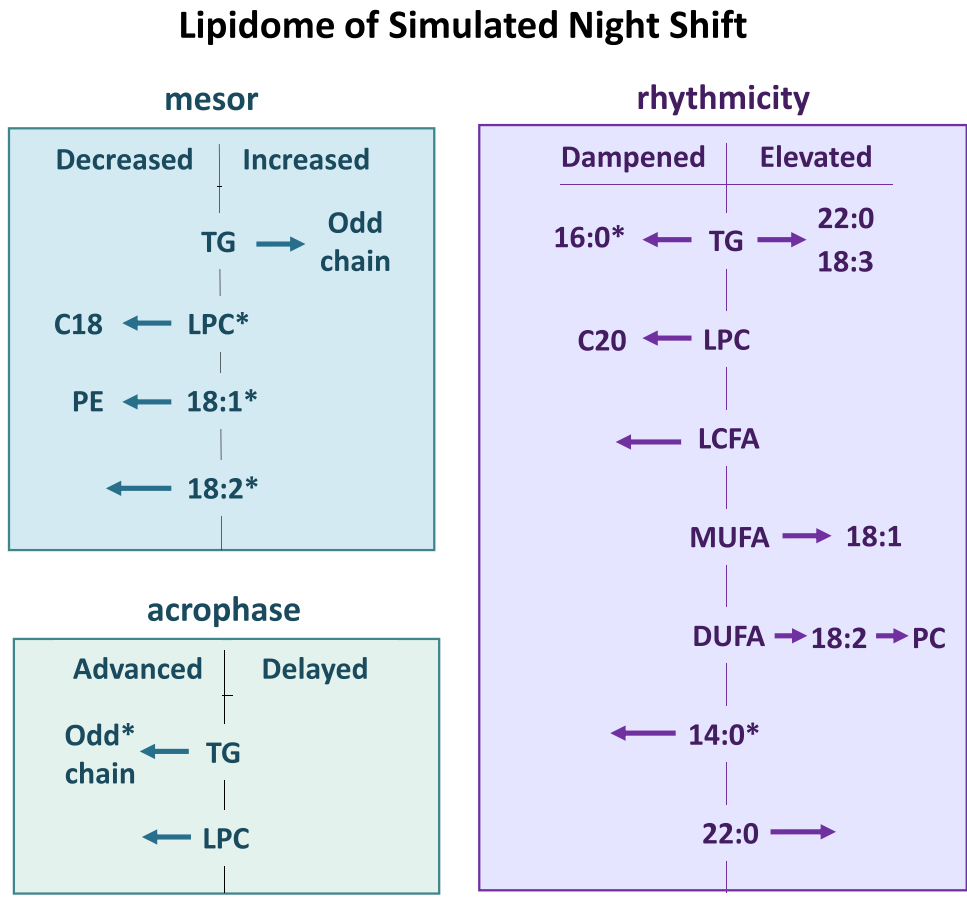 Lipidome of Simulated Night Shift
mesor
Decreased Increased
TG Odd
chain
C18 LPC*
PE 18:1*
18:2*
acrophase
Advanced Delayed
Odd*
chain TG
LPC
rhythmicity
Dampened Elevated
16:0* TG 22:0
18:3
C20 LPC
LCFA
MUFA 18:1
DUFA 18:2 PC
14:0*
22:0